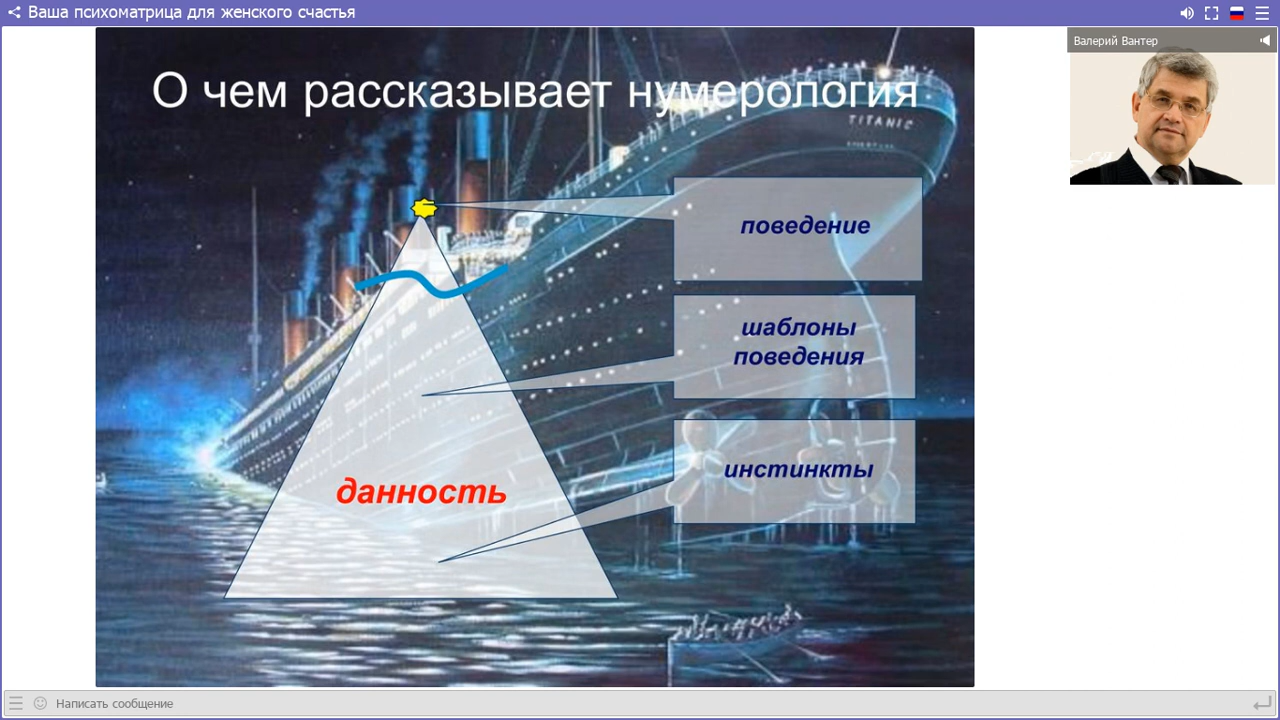 Ваша психоматрица для женского счастья
Валерий Вантер
О чем рассказывает нумерология
TITANIC
поведение
шаблоны
поведения
инстинкты
данность
Написать сообщение